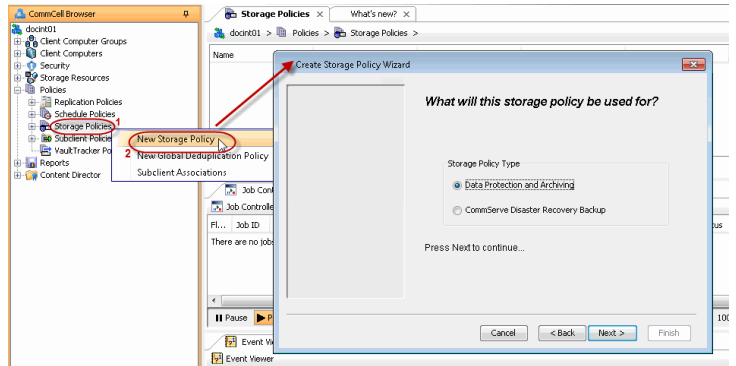 CommCell Browser
docint01
Client Computer Groups
Client Computers
Security
Storage Resources
Policies
Replication Policies
Schedule Policies
Storage Policies
1
Subclient Policie
VaultTracker Po
Reports
Content Director
2
New Storage Policy
New Global Deduplication Policy
Subclient Associations
Storage Policies
What's new?
docint01 > Policies > Storage Policies >
Name
Create Storage Policy Wizard
What will this storage policy be used for?
Storage Policy Type
Data Protection and Archiving
CommServe Disaster Recovery Backup
Press Next to continue...
Cancel
< Back
Next >
Finish
Job Cont
Job Controlle
Fl...
Job ID
tus
There are no jobs
Pause
P
100
Event Vi
Event Viewer